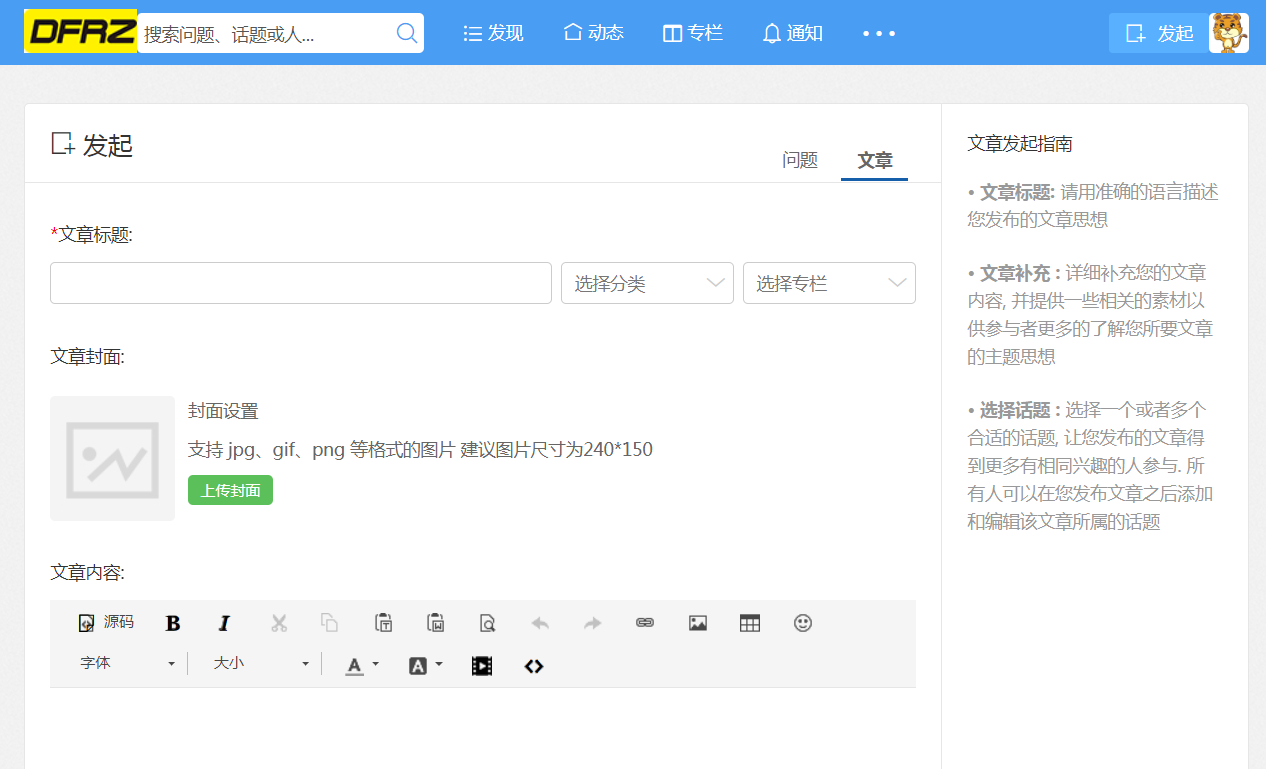 DFRZ 搜索问题、话题或人... 发现 动态 专栏 通知 ••• 发起
发起
问题 文章
*文章标题:
选择分类 选择专栏
文章封面:
封面设置
支持 jpg、gif、png 等格式的图片 建议图片尺寸为240*150
上传封面
文章内容:
源码 B I
字体 大小 A A
文章发起指南
• 文章标题: 请用准确的语言描述
您发布的文章思想
• 文章补充 : 详细补充您的文章
内容, 并提供一些相关的素材以
供参与者更多的了解您所要文章
的主题思想
• 选择话题 : 选择一个或者多个
合适的话题, 让您发布的文章得
到更多有相同兴趣的人参与. 所
有人可以在您发布文章之后添加
和编辑该文章所属的话题